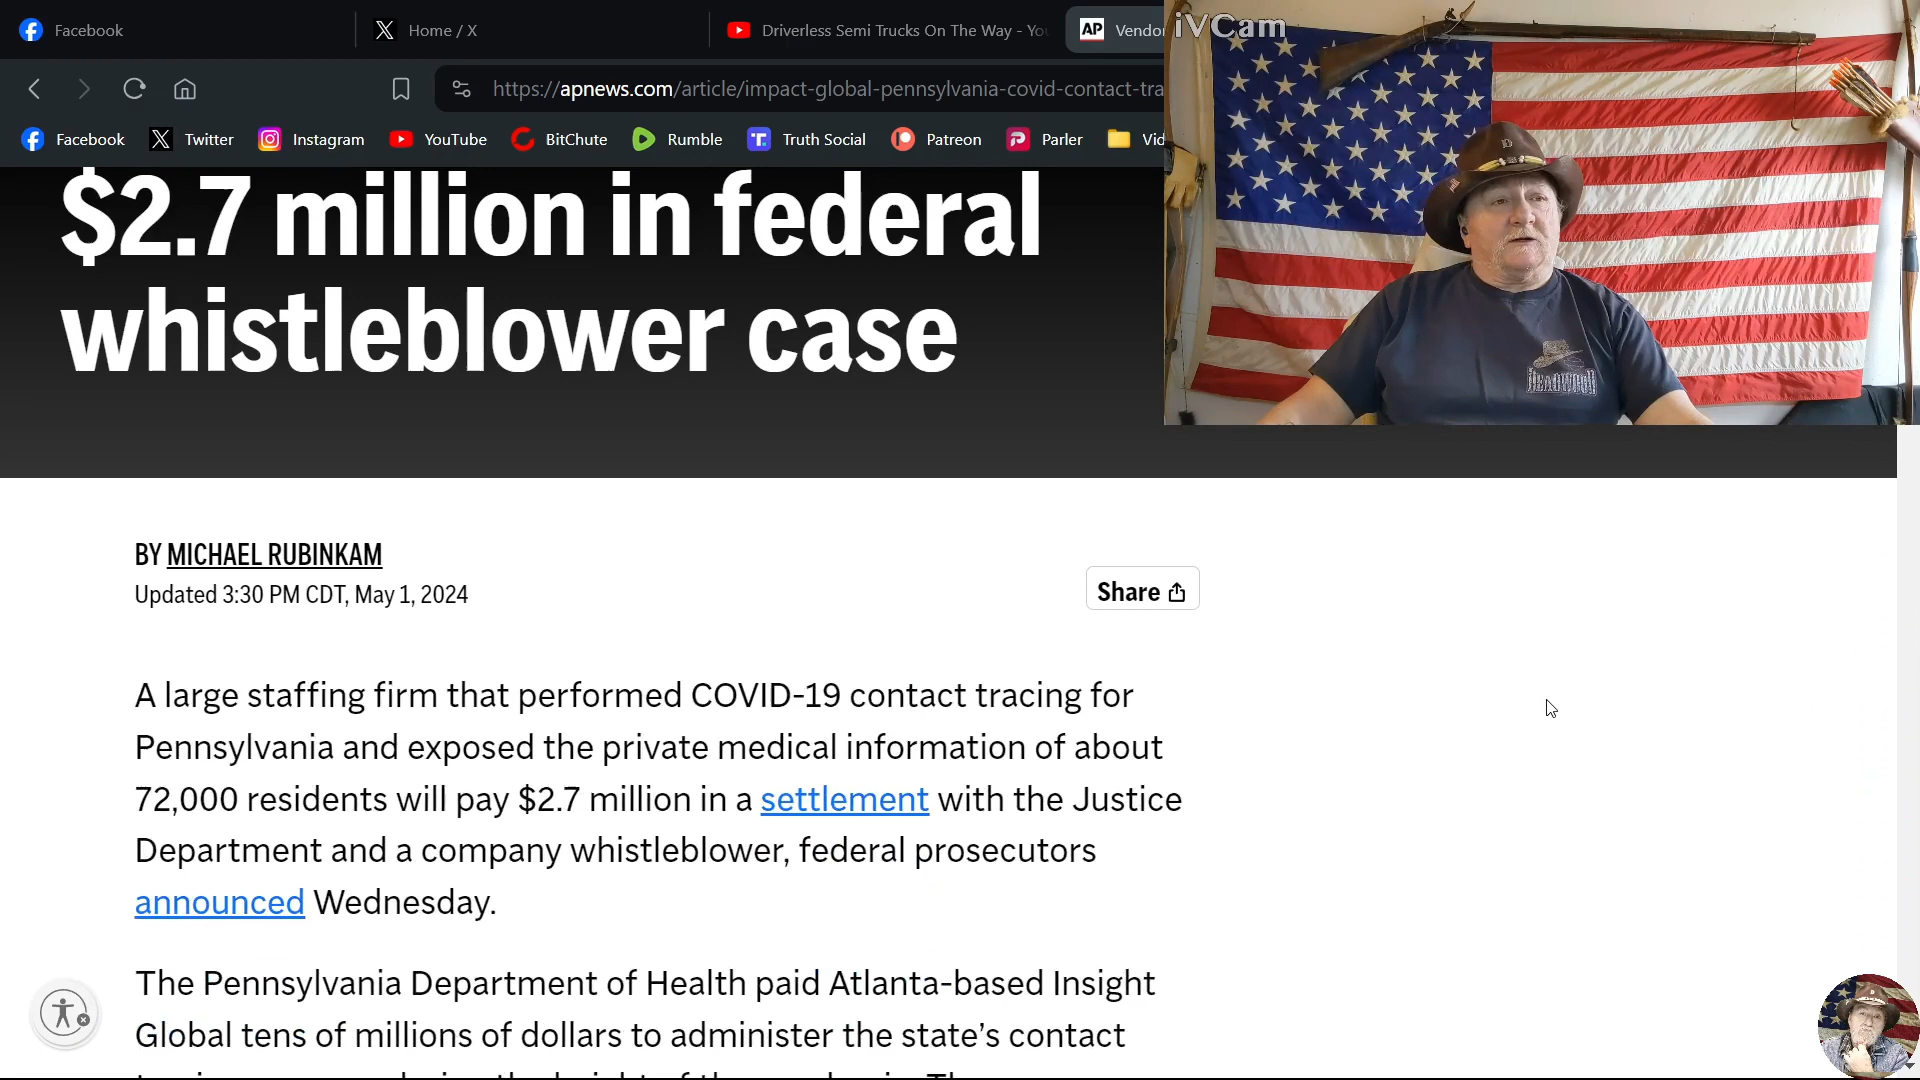 Facebook
Home / X
Driverless Semi Trucks On The Way - You
AP
Vendor
iVCam
https://apnews.com/article/impact-global-pennsylvania-covid-contact-tra
Facebook
Twitter
Instagram
YouTube
BitChute
Rumble
Truth Social
Patreon
Parler
Vid
$2.7 million in federal
whistleblower case
DEADWOOD
BY MICHAEL RUBINKAM
Updated 3:30 PM CDT, May 1, 2024
Share
A large staffing firm that performed COVID-19 contact tracing for
Pennsylvania and exposed the private medical information of about
72,000 residents will pay $2.7 million in a settlement with the Justice
Department and a company whistleblower, federal prosecutors
announced Wednesday.
The Pennsylvania Department of Health paid Atlanta-based Insight
Global tens of millions of dollars to administer the state’s contact